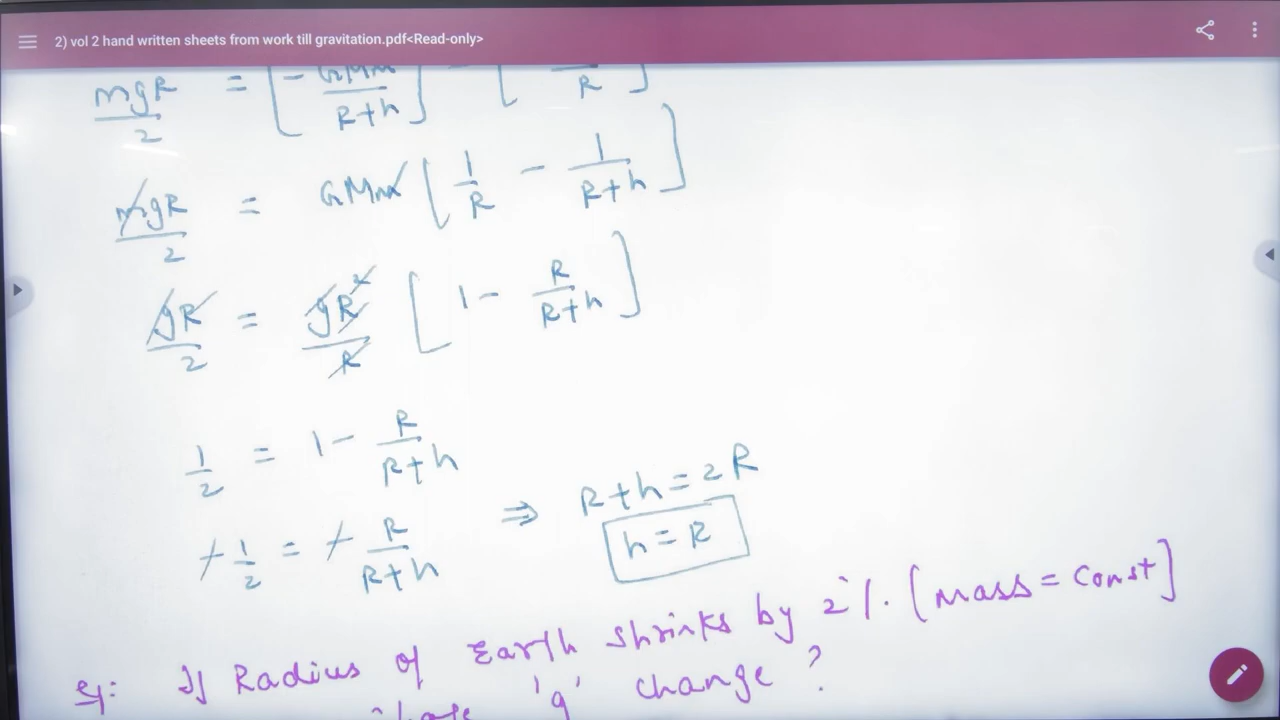 2) vol 2 hand written sheets from work till gravitation.pdf<Read-only>
mgR/2 = [-GMm/R+h] - [ /R]
mgR/2 = GMm [1/R - 1/R+h]
gR/2 = gR²/R [1 - R/R+h]
1/2 = 1 - R/R+h
-1/2 = -R/R+h ⇒ R+h = 2R
h = R
Eg: If Radius of Earth Shrinks by 2%. (Mass = Const]
'g' change ?